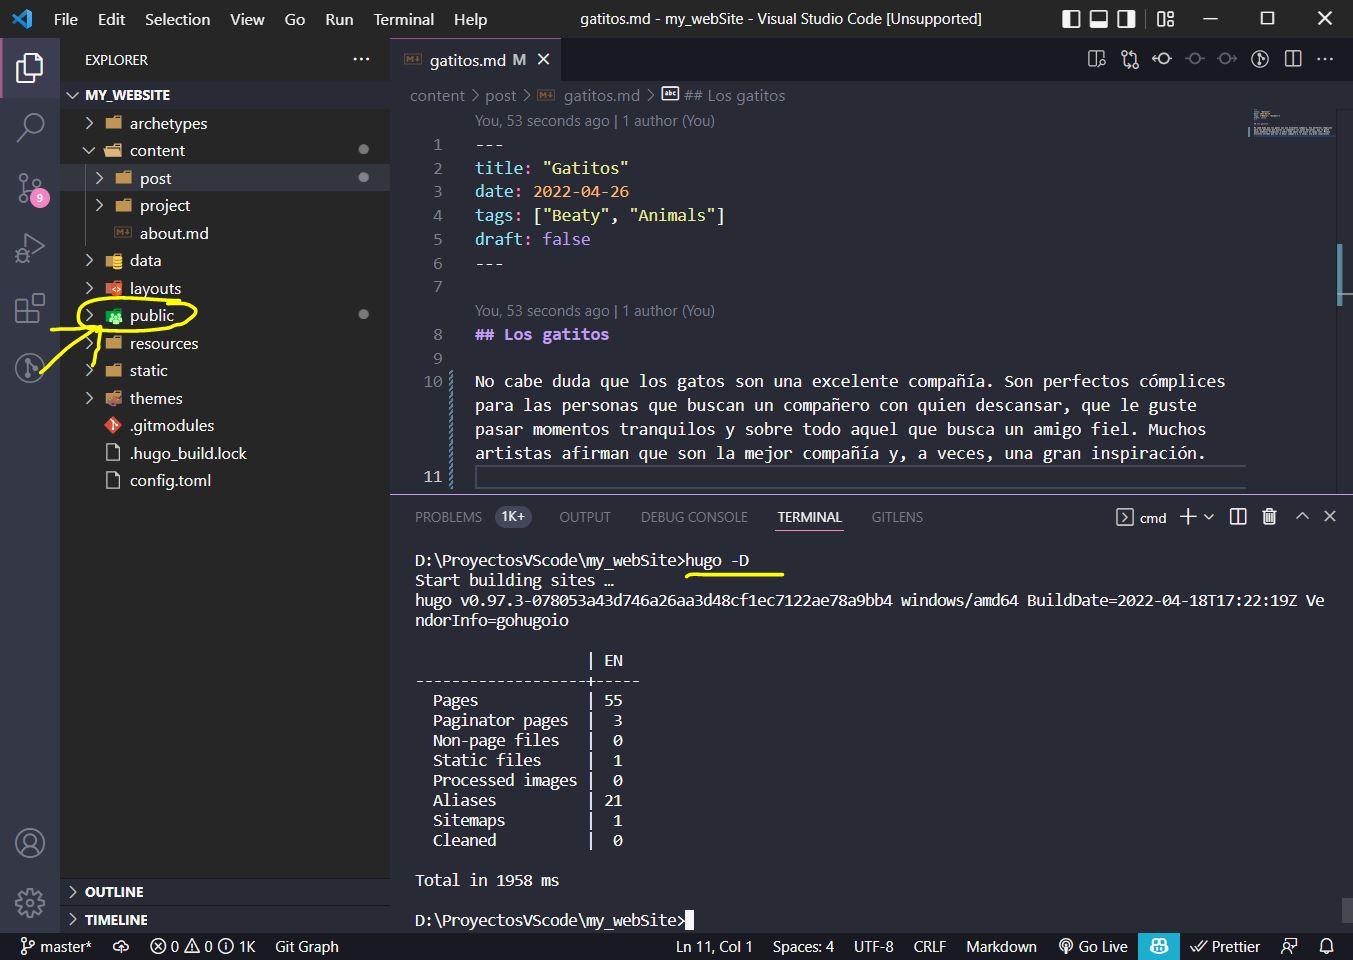 File Edit Selection View Go Run Terminal Help gatitos.md - my_webSite - Visual Studio Code [Unsupported]
EXPLORER
MY_WEBSITE
archetypes
content
post
project
about.md
data
layouts
public
resources
static
themes
.gitmodules
.hugo_build.lock
config.toml
OUTLINE
TIMELINE
9
gatitos.md M
content > post > gatitos.md > abc ## Los gatitos
You, 53 seconds ago | 1 author (You)
1 ---
2 title: "Gatitos"
3 date: 2022-04-26
4 tags: ["Beaty", "Animals"]
5 draft: false
6 ---
7
You, 53 seconds ago | 1 author (You)
8 ## Los gatitos
9
10 No cabe duda que los gatos son una excelente compañía. Son perfectos cómplices
para las personas que buscan un compañero con quien descansar, que le guste
pasar momentos tranquilos y sobre todo aquel que busca un amigo fiel. Muchos
artistas afirman que son la mejor compañía y, a veces, una gran inspiración.
11
PROBLEMS 1K+ OUTPUT DEBUG CONSOLE TERMINAL GITLENS cmd
D:\ProyectosVScode\my_webSite>hugo -D
Start building sites …
hugo v0.97.3-078053a43d746a26aa3d48cf1ec7122ae78a9bb4 windows/amd64 BuildDate=2022-04-18T17:22:19Z Ve
ndorInfo=gohugoio
| EN
-------------------+-----
Pages | 55
Paginator pages | 3
Non-page files | 0
Static files | 1
Processed images | 0
Aliases | 21
Sitemaps | 1
Cleaned | 0
Total in 1958 ms
D:\ProyectosVScode\my_webSite>
master* 0 0 1K Git Graph Ln 11, Col 1 Spaces: 4 UTF-8 CRLF Markdown Go Live Prettier